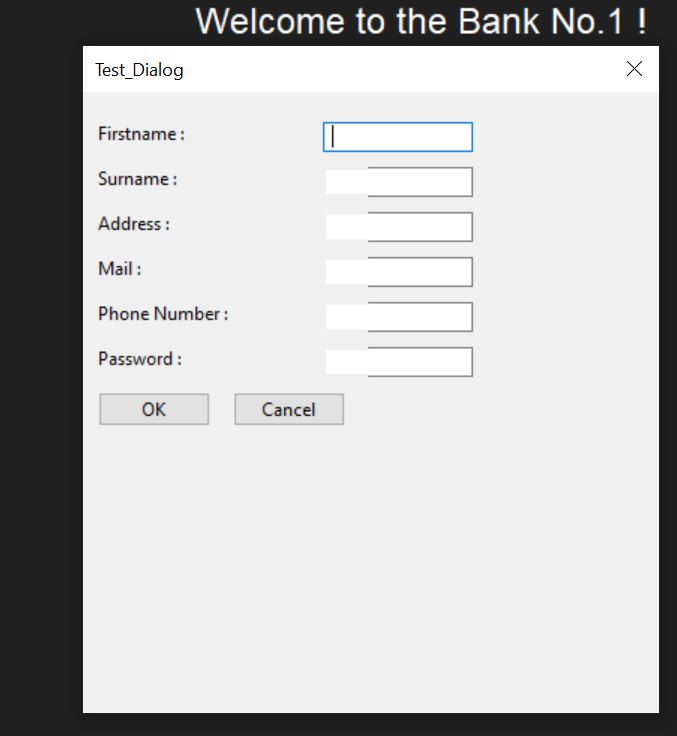 Welcome to the Bank No.1 !
Test_Dialog
Firstname :
Surname :
Address :
Mail :
Phone Number :
Password :
OK Cancel